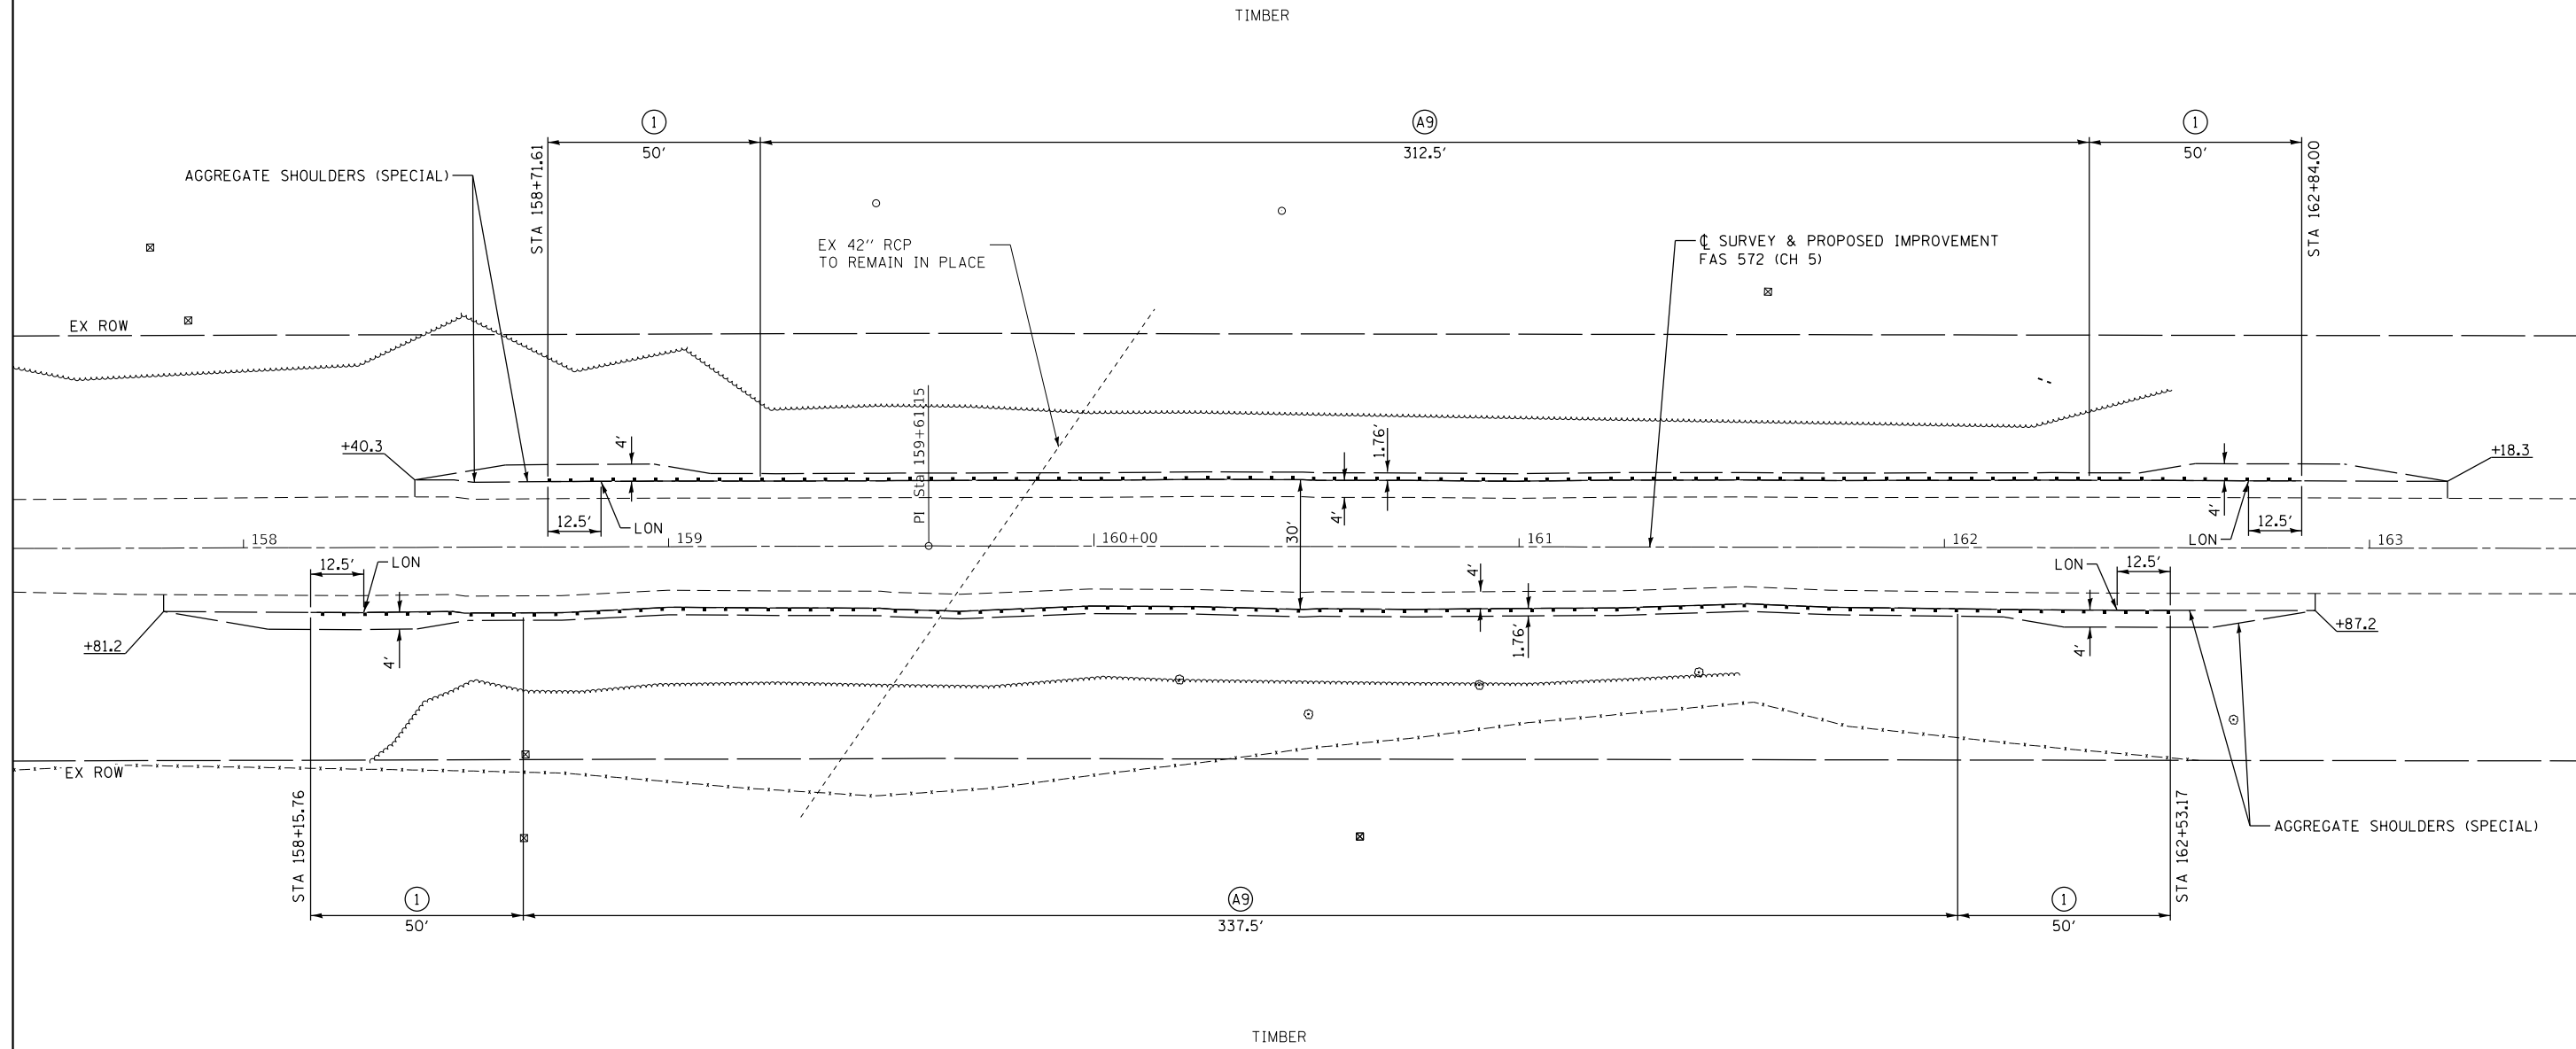 TIMBER
1
A9
1
50'
312.5'
50'
STA 158+71.61
STA 162+84.00
AGGREGATE SHOULDERS (SPECIAL)
EX 42" RCP
TO REMAIN IN PLACE
℄ SURVEY & PROPOSED IMPROVEMENT
FAS 572 (CH 5)
EX ROW
PI Sta 159+61.15
+40.3
4'
1.76'
+18.3
4'
4'
12.5'
LON
12.5'
LON
158
159
160+00
161
162
163
30'
12.5'
LON
4'
LON
12.5'
+81.2
4'
1.76'
4'
+87.2
EX ROW
STA 158+15.76
STA 162+53.17
AGGREGATE SHOULDERS (SPECIAL)
1
A9
1
50'
337.5'
50'
TIMBER